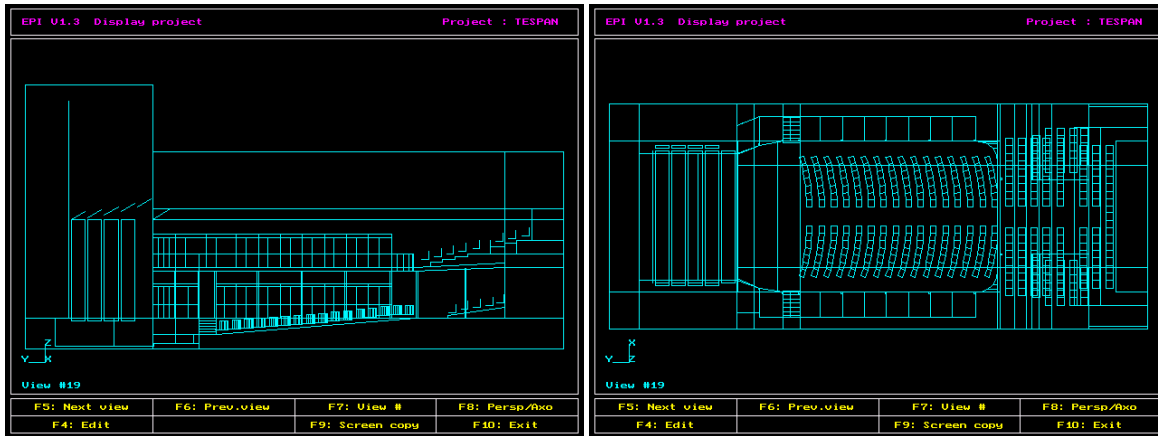 EPI V1.3 Display project Project : TESPAN
Z
Y X
View #19
F5: Next view F6: Prev.view F7: View # F8: Persp/Axo
F4: Edit F9: Screen copy F10: Exit
EPI V1.3 Display project Project : TESPAN
X
Y Z
View #19
F5: Next view F6: Prev.view F7: View # F8: Persp/Axo
F4: Edit F9: Screen copy F10: Exit